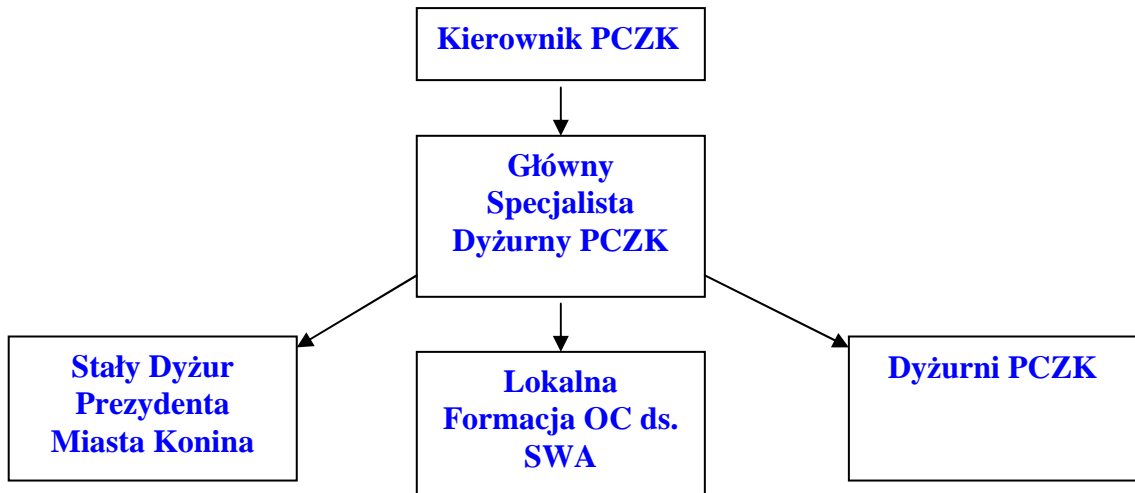 Kierownik PCZK
Główny
Specjalista
Dyżurny PCZK
Stały Dyżur
Prezydenta
Miasta Konina
Lokalna
Formacja OC ds.
SWA
Dyżurni PCZK